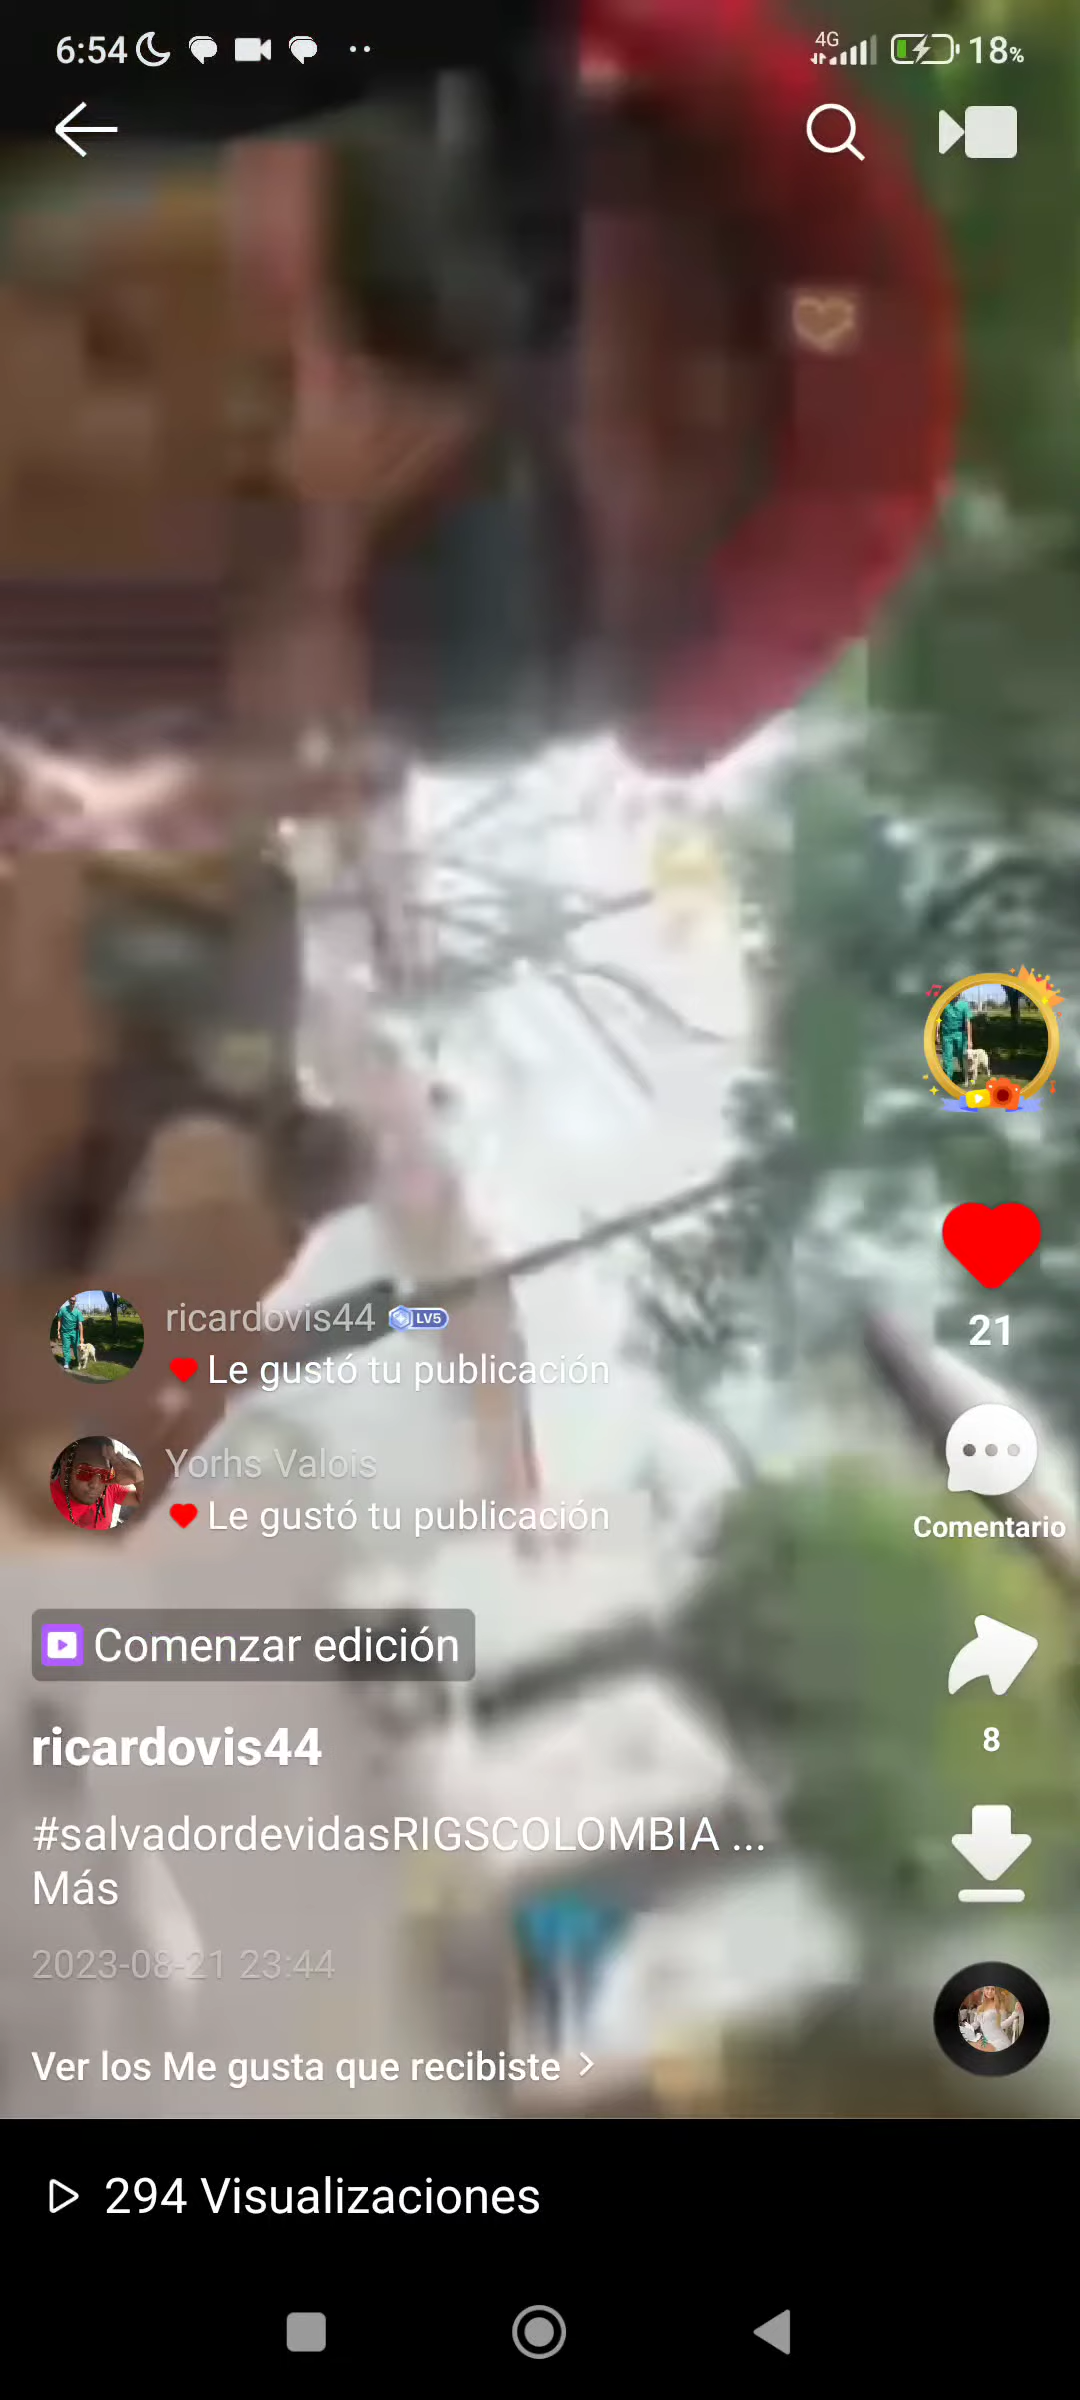 6:54
4G
18%
ricardovis44 LV5
Le gustó tu publicación
Yorhs Valois
Le gustó tu publicación
21
Comentario
Comenzar edición
8
ricardovis44
#salvadordevidasRIGSCOLOMBIA ...
Más
2023-08-21 23:44
Ver los Me gusta que recibiste
294 Visualizaciones